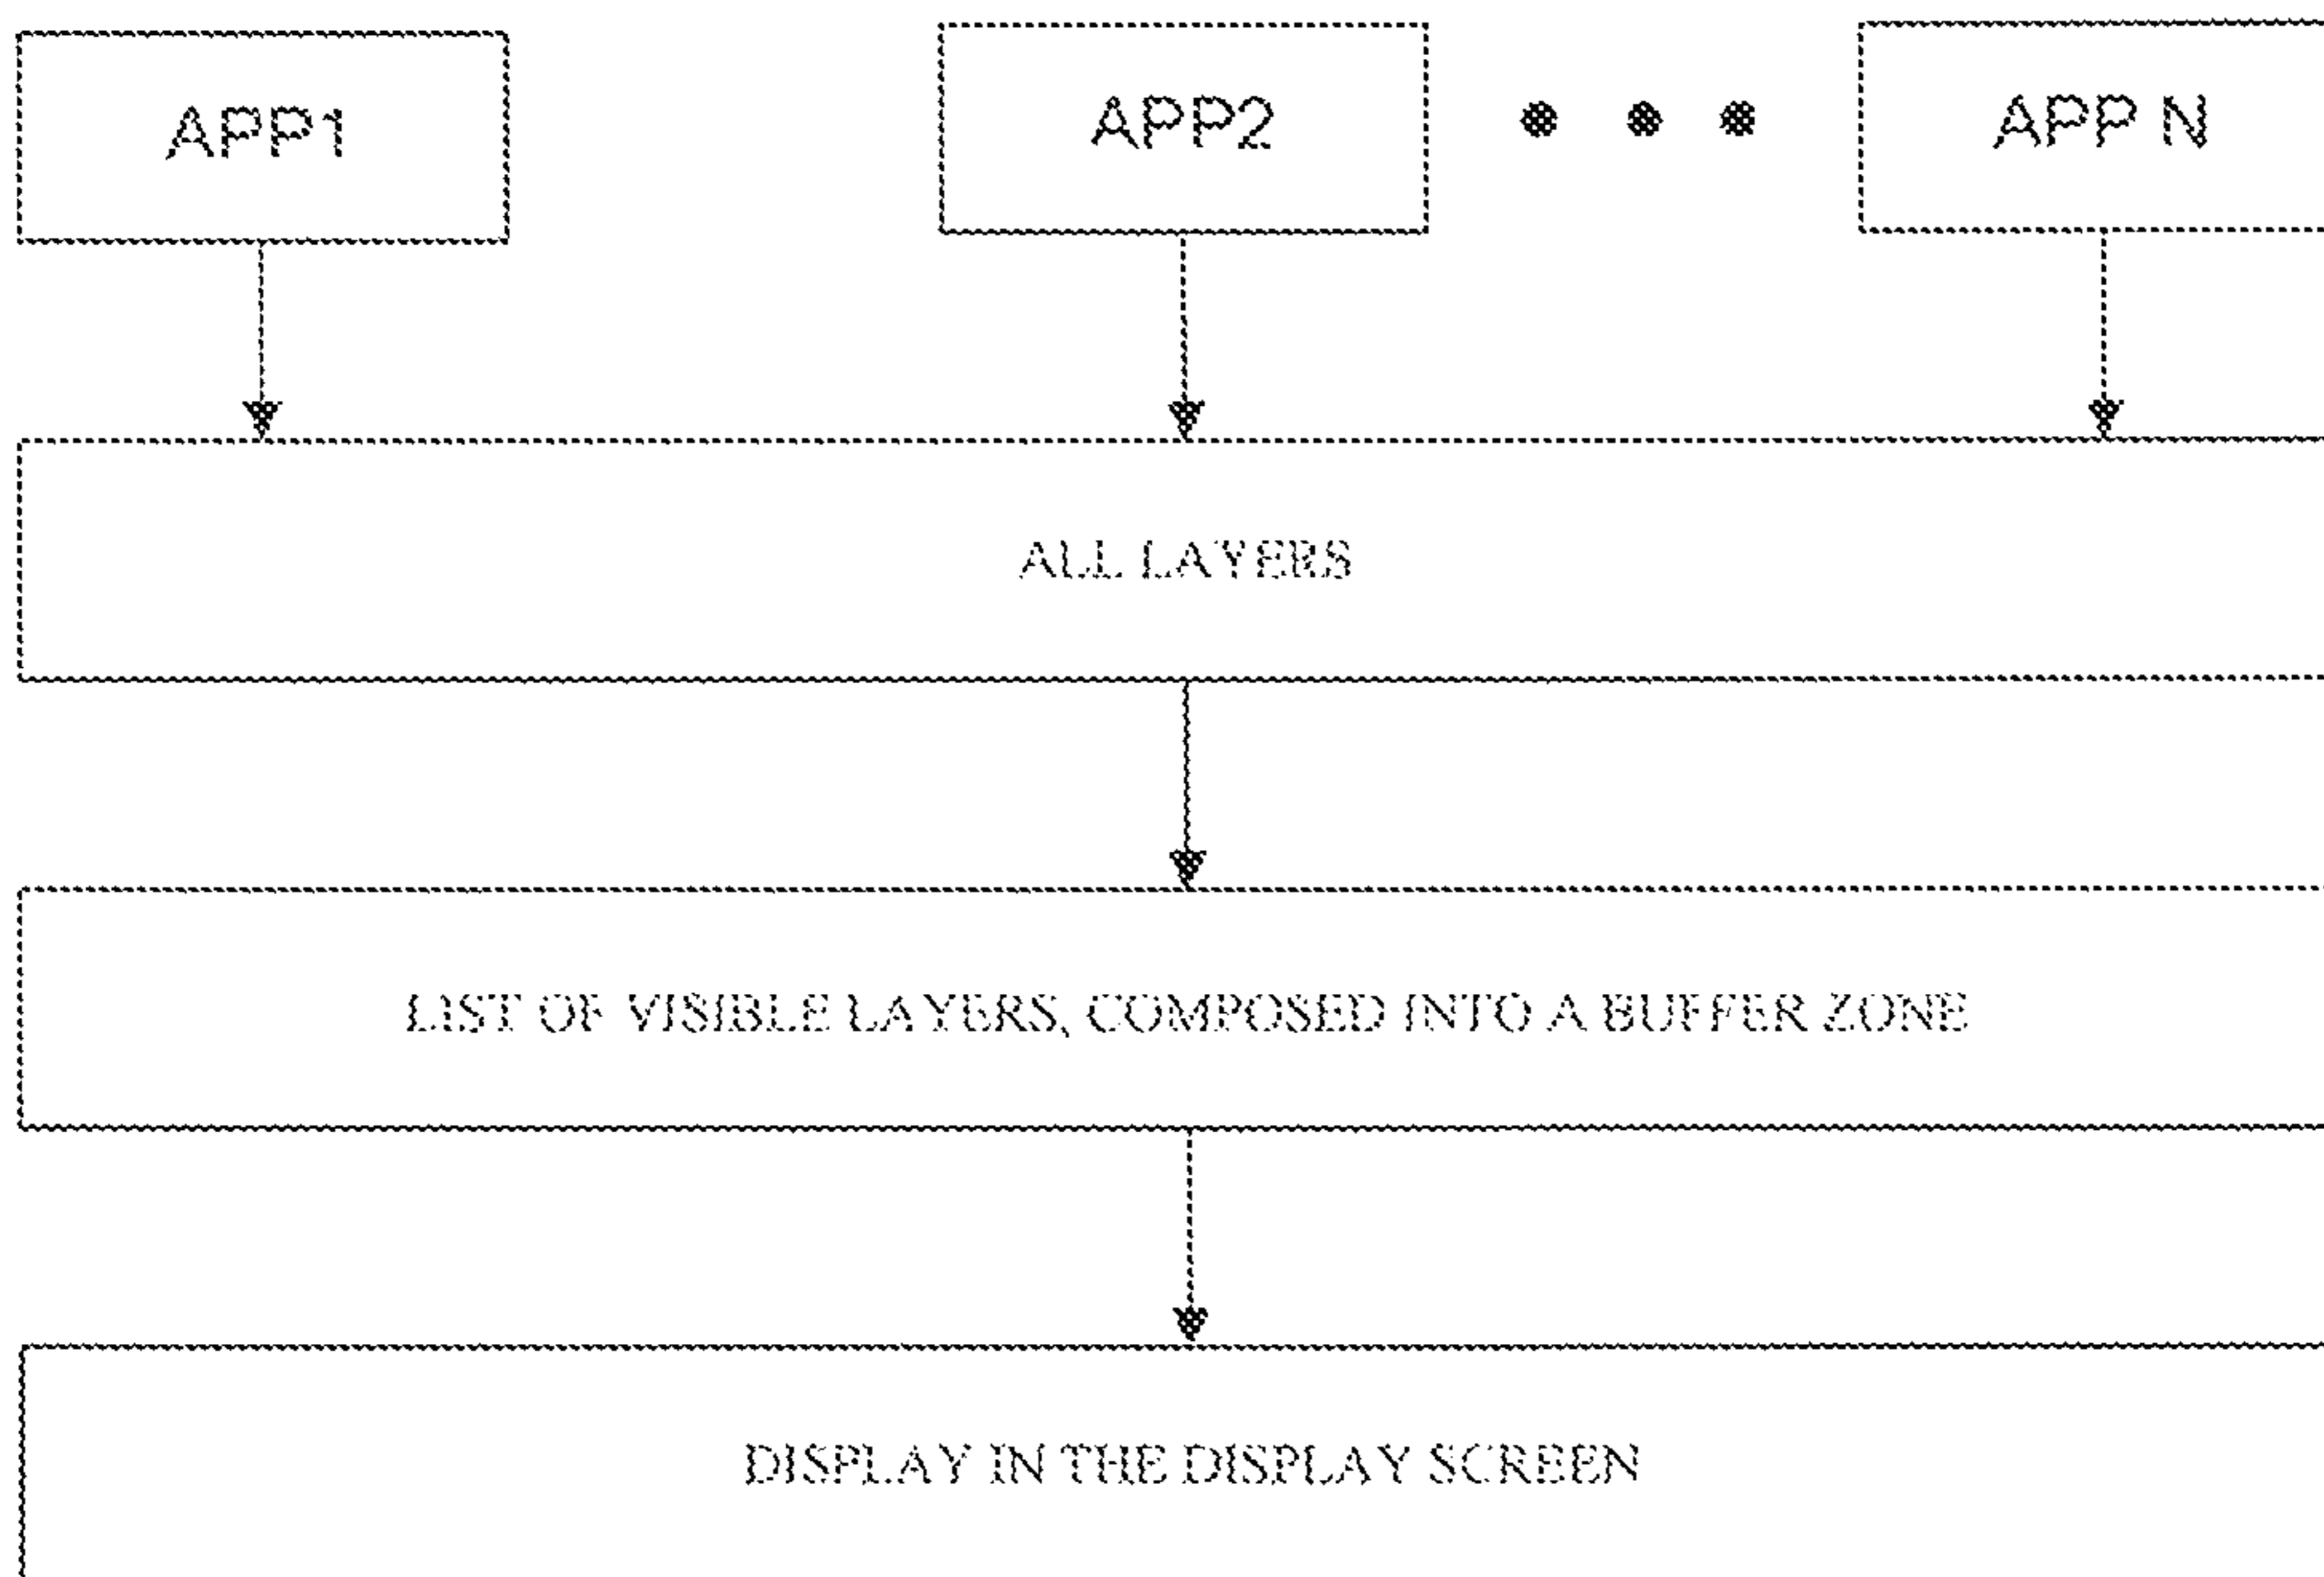 APP1
APP2
APP N
ALL LAYERS
LIST OF VISIBLE LAYERS, COMPOSED INTO A BUFFER ZONE
DISPLAY IN THE DISPLAY SCREEN